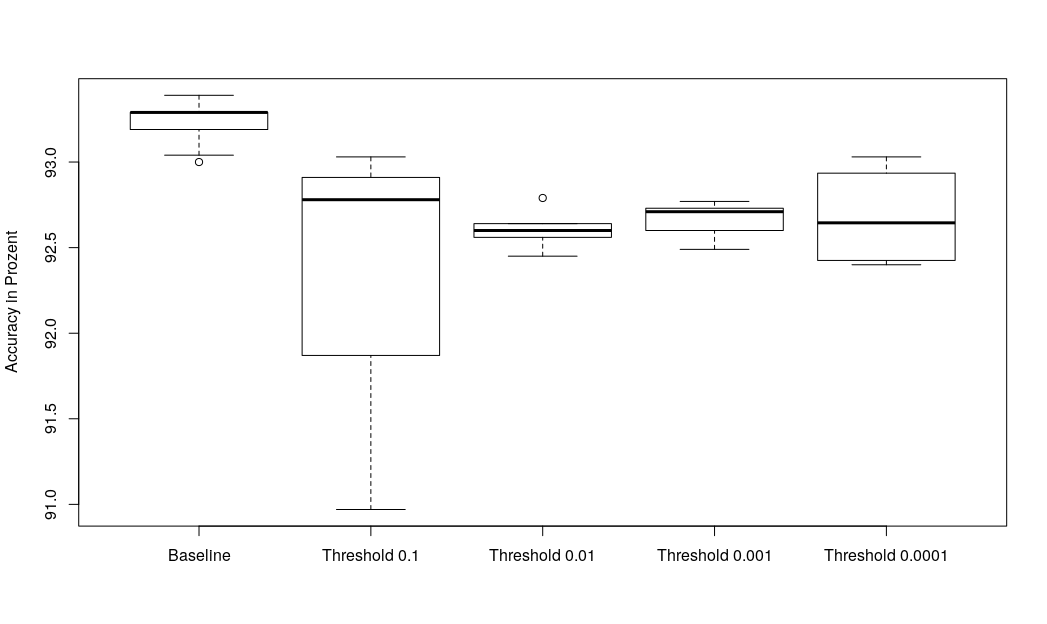 Accuracy in Prozent
93.0
92.5
92.0
91.5
91.0
Baseline
Threshold 0.1
Threshold 0.01
Threshold 0.001
Threshold 0.0001